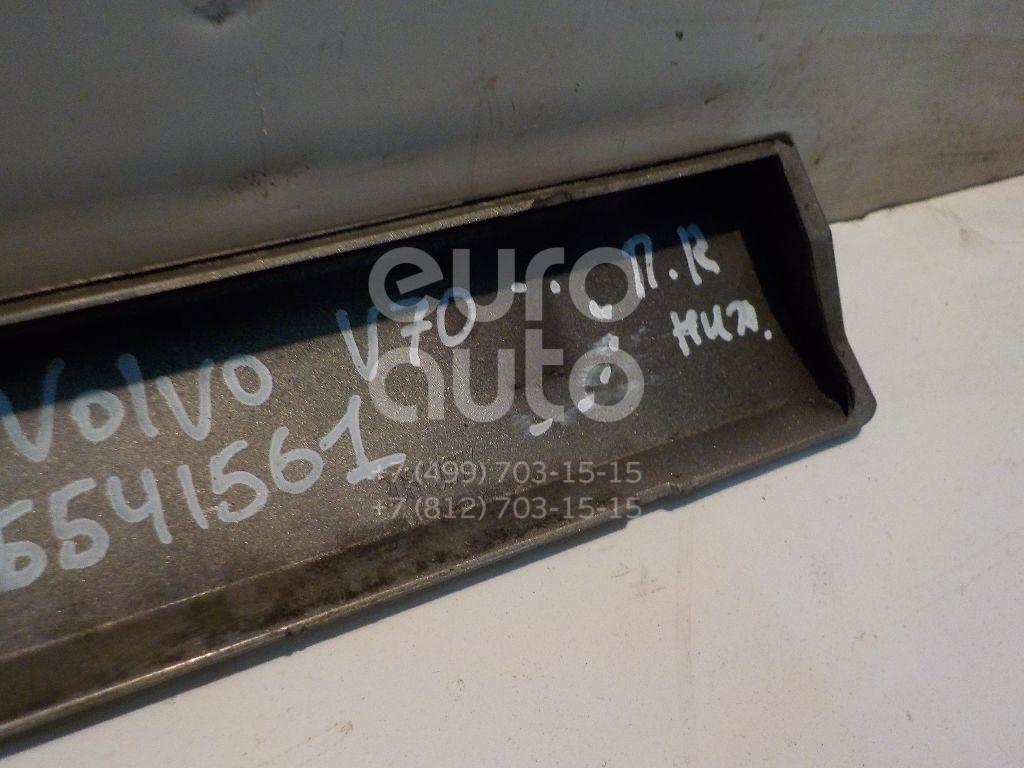 Volvo V70
п.к
ниж.
5541561
euro
auto
+7 (499) 703-15-15
+7 (812) 703-15-15